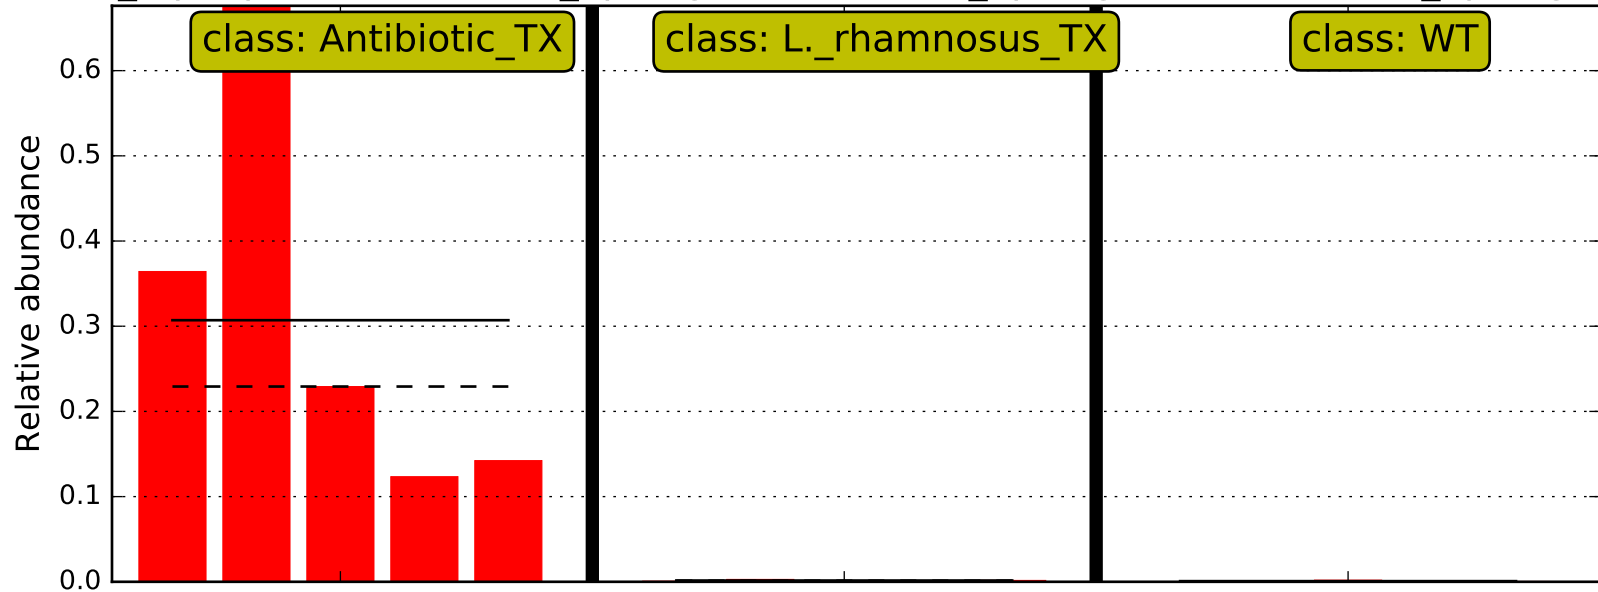 class: Antibiotic_TX
class: L._rhamnosus_TX
class: WT
Relative abundance
0.6
0.5
0.4
0.3
0.2
0.1
0.0